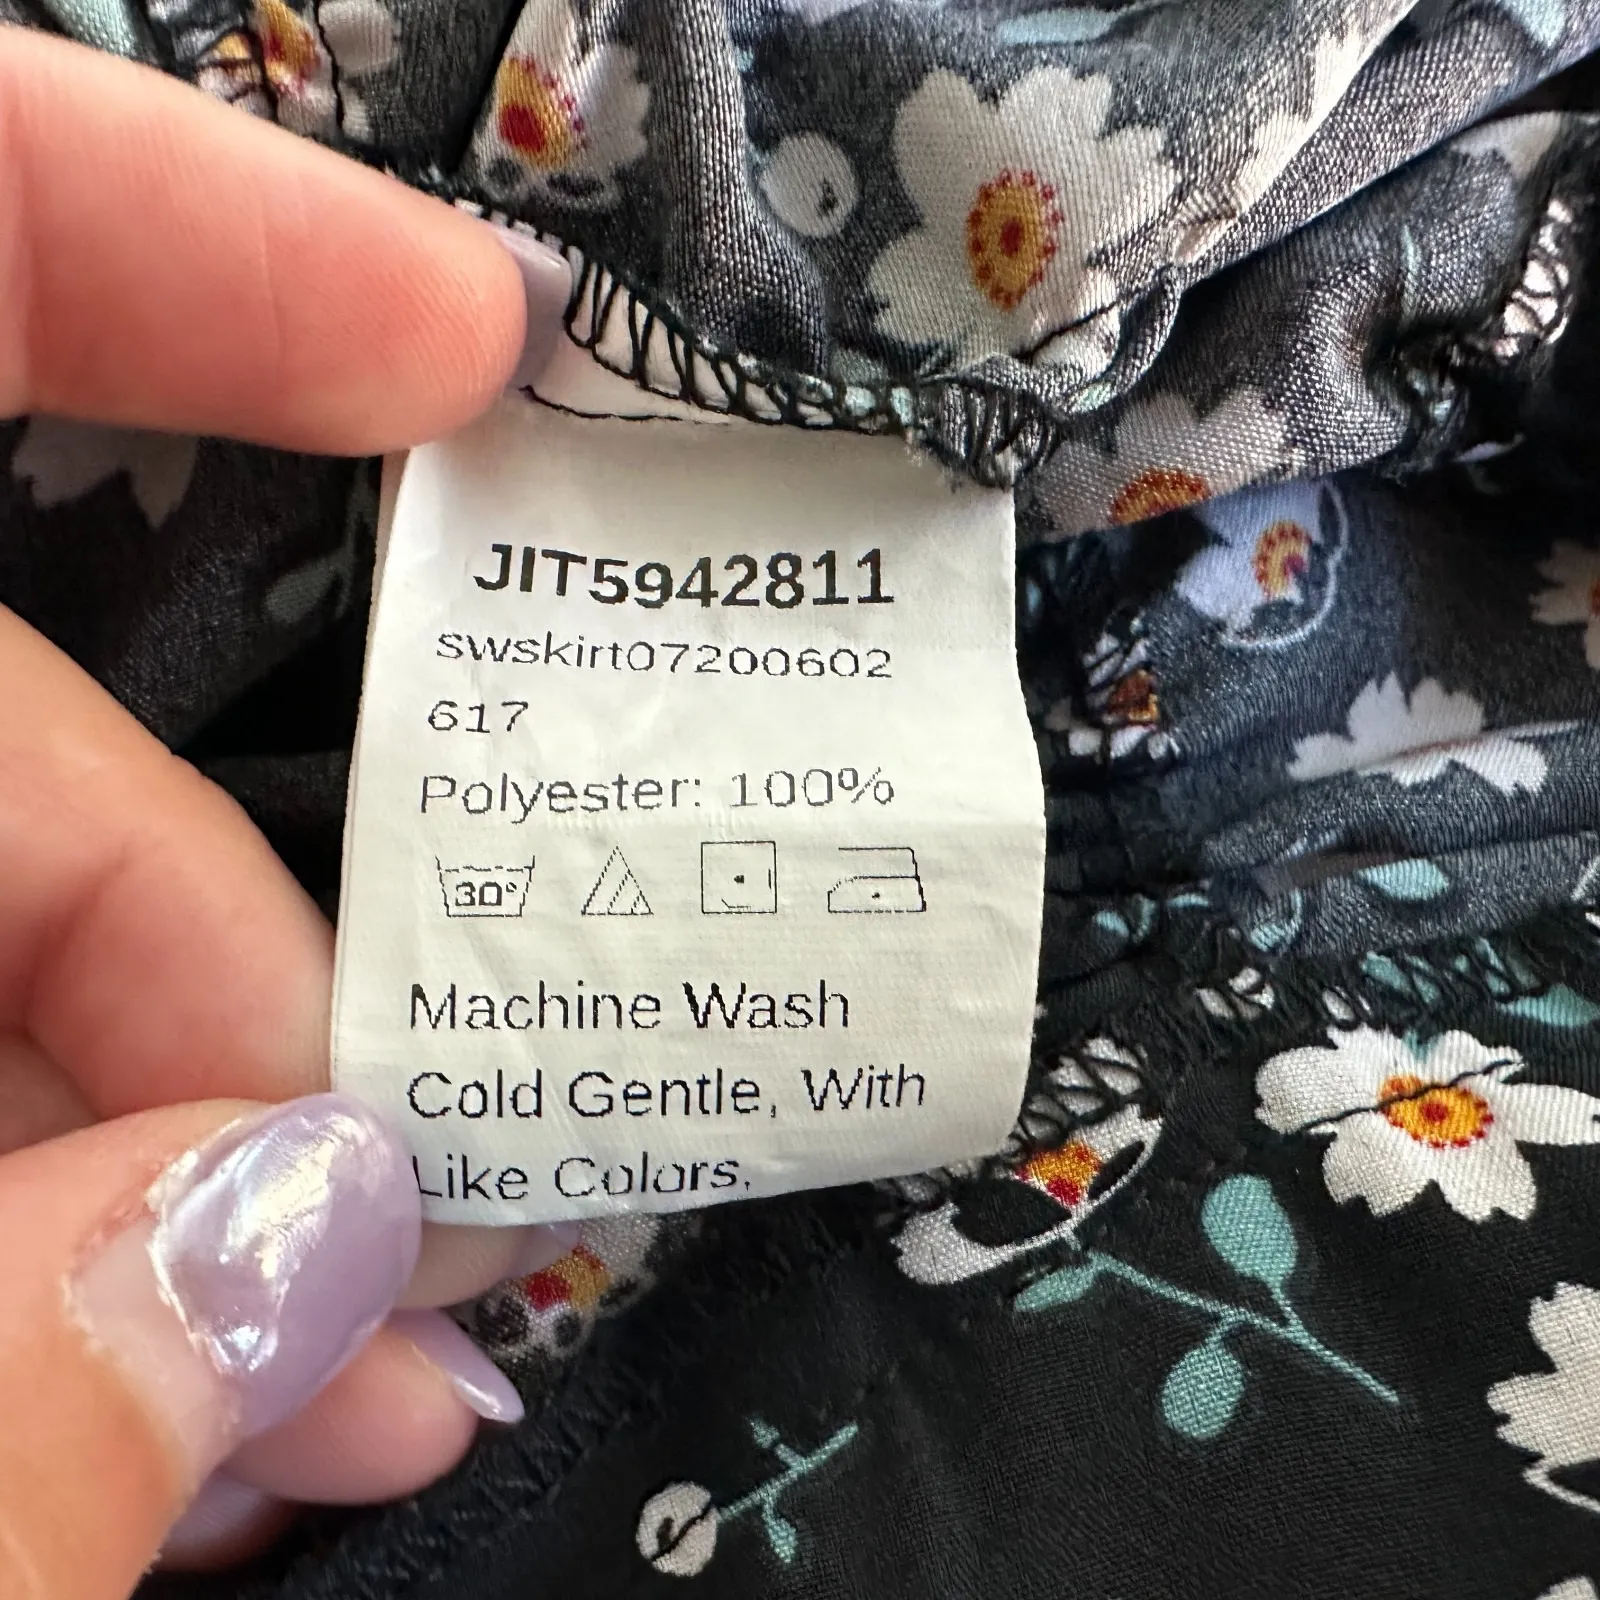 JIT5942811
swskirt07200602
617
Polyester: 100%
30°
Machine Wash
Cold Gentle, With
Like Colors.